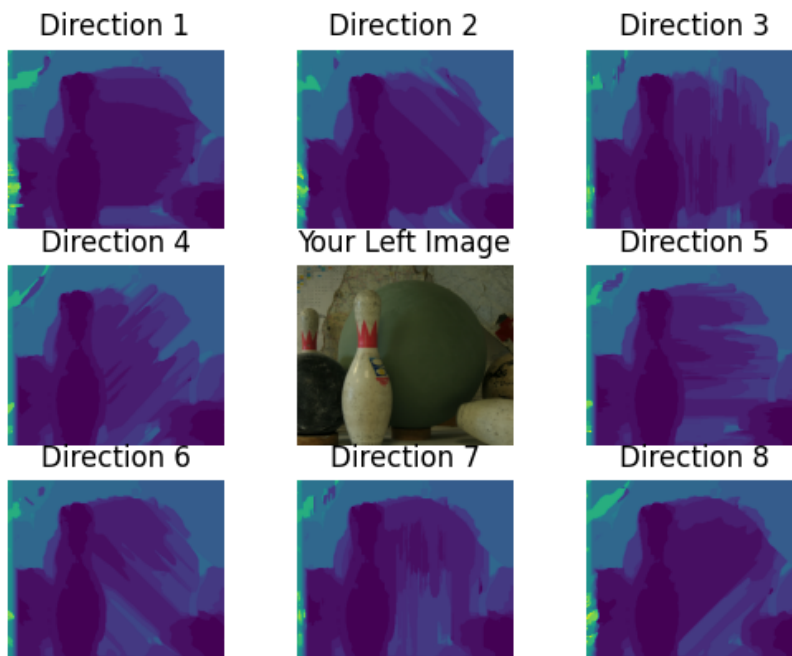 Direction 1
Direction 2
Direction 3
Direction 4
Your Left Image
Direction 5
Direction 6
Direction 7
Direction 8